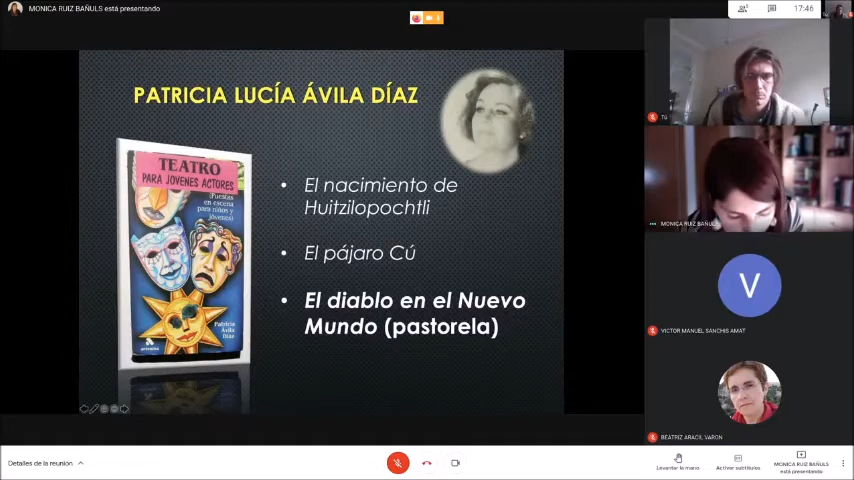 MONICA RUIZ BAÑULS está presentando
17:46
PATRICIA LUCÍA ÁVILA DÍAZ
TEATRO
PARA JÓVENES ACTORES
(Puestas
en escena
para niños y
jóvenes)
Patricia
Ávila
Díaz
• El nacimiento de
Huitzilopochtli
• El pájaro Cú
• El diablo en el Nuevo
Mundo (pastorela)
Tú
MONICA RUIZ BAÑULS
V
VICTOR MANUEL SANCHIS AMAT
BEATRIZ ARACIL VARON
Detalles de la reunión
Levantar la mano
Activar subtítulos
MONICA RUIZ BAÑULS
está presentando